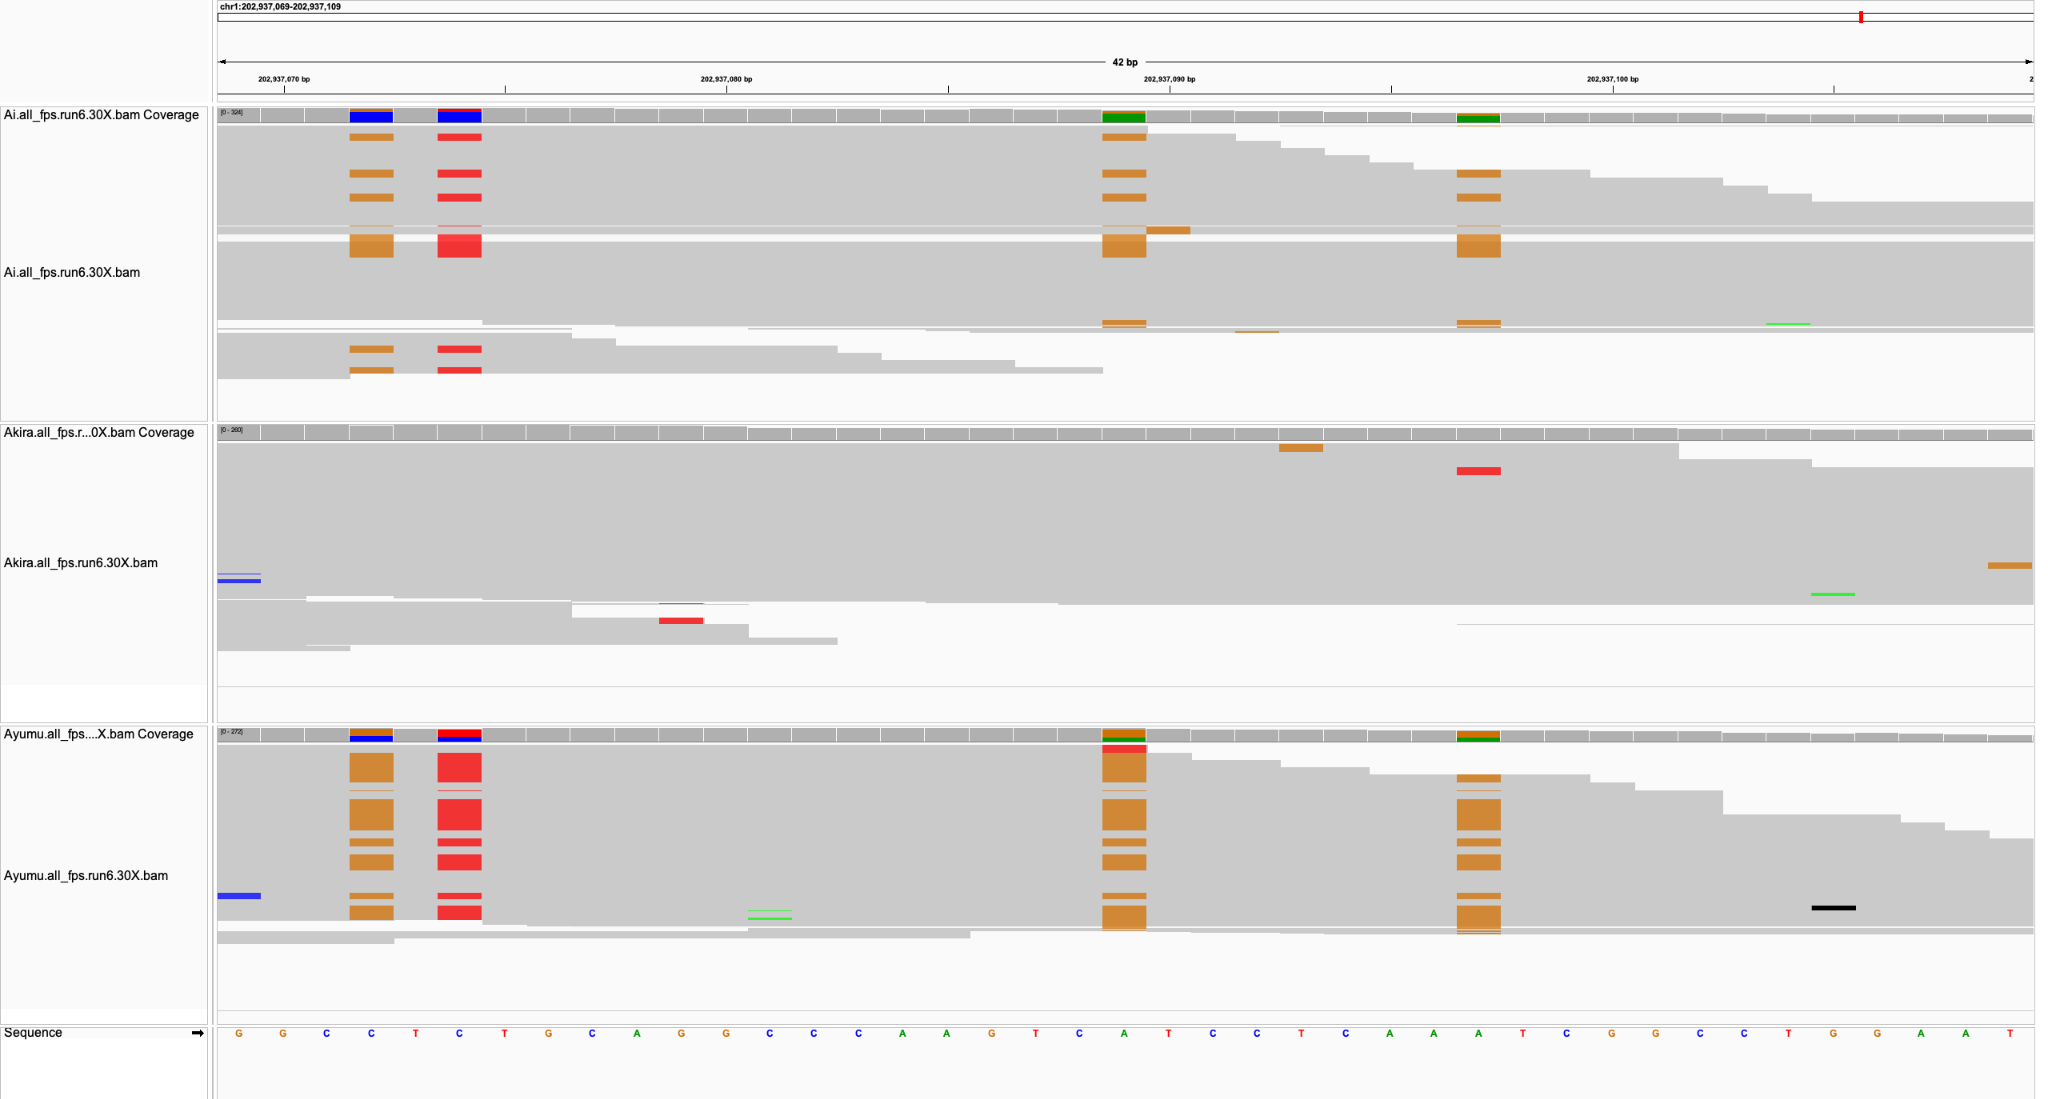 chr1:202,937,069-202,937,109
42 bp
202,937,070 bp 202,937,080 bp 202,937,090 bp 202,937,100 bp 2
Ai.all_fps.run6.30X.bam Coverage [0 - 324]
Ai.all_fps.run6.30X.bam
Akira.all_fps.r...0X.bam Coverage [0 - 260]
Akira.all_fps.run6.30X.bam
Ayumu.all_fps....X.bam Coverage [0 - 272]
Ayumu.all_fps.run6.30X.bam
Sequence G G C C T C T G C A G G C C C A A G T C A T C C T C A A A T C G G C C T G G A A T